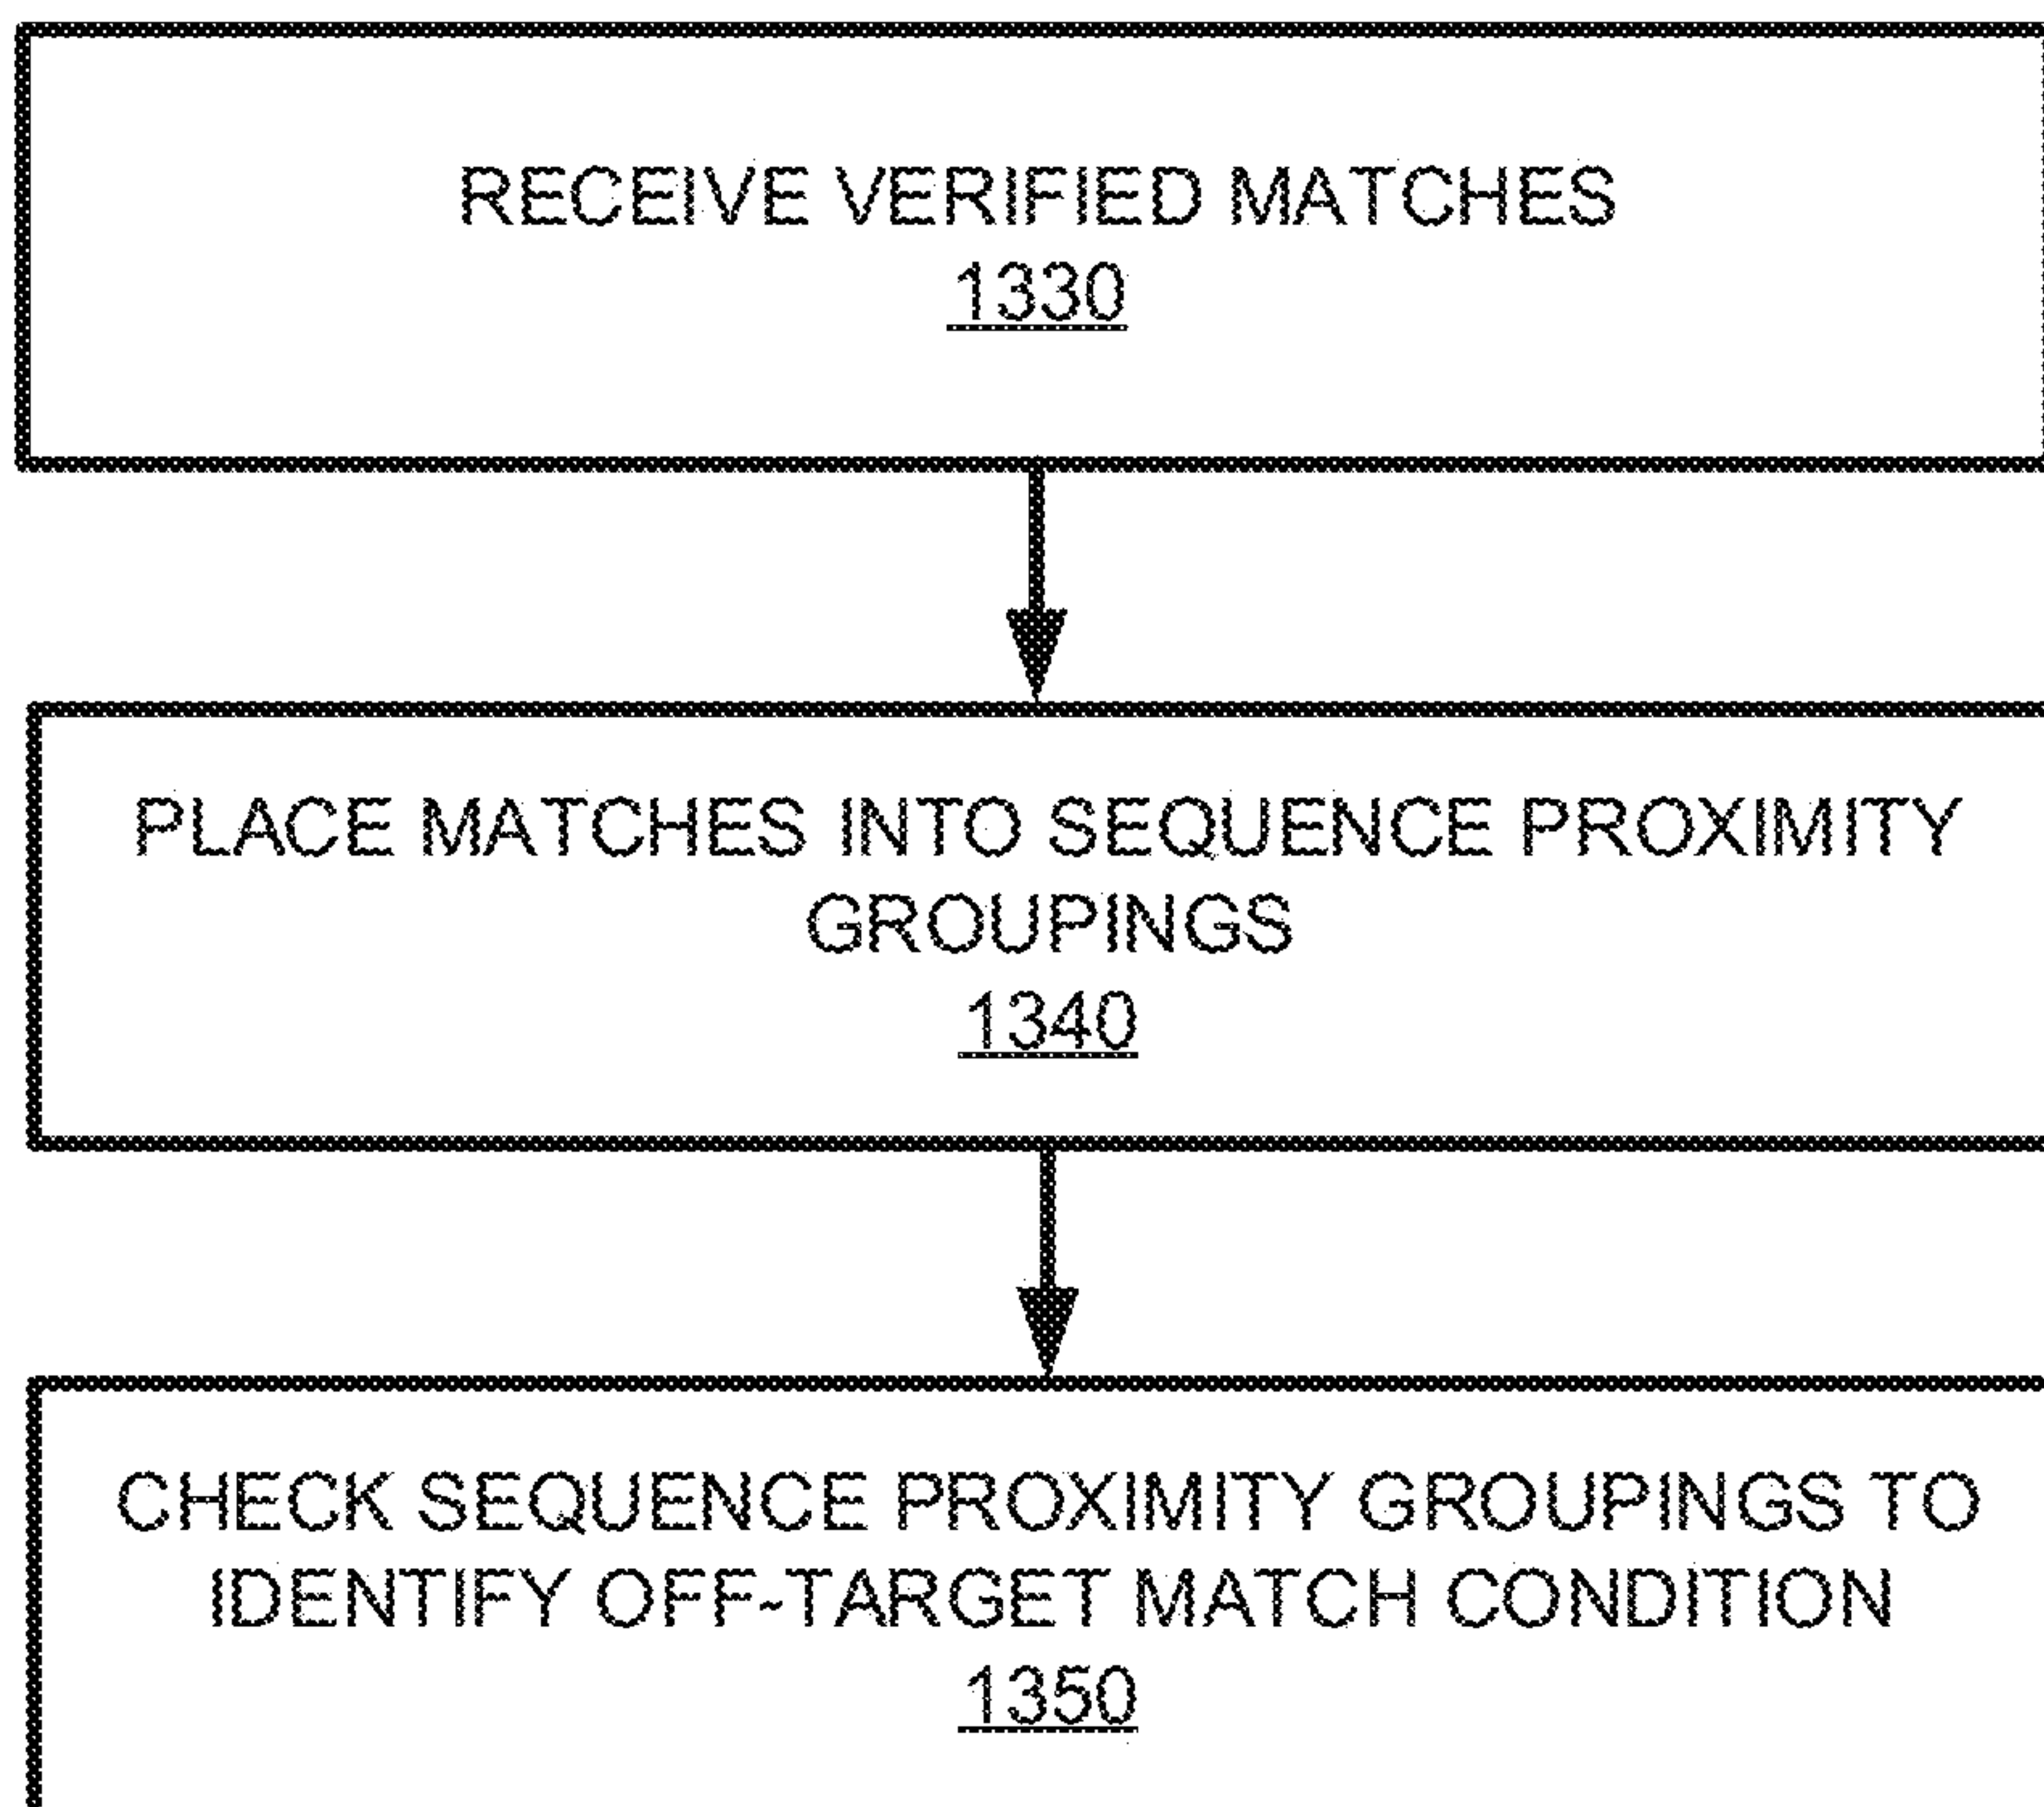 RECEIVE VERIFIED MATCHES
1330
PLACE MATCHES INTO SEQUENCE PROXIMITY
GROUPINGS
1340
CHECK SEQUENCE PROXIMITY GROUPINGS TO
IDENTIFY OFF-TARGET MATCH CONDITION
1350